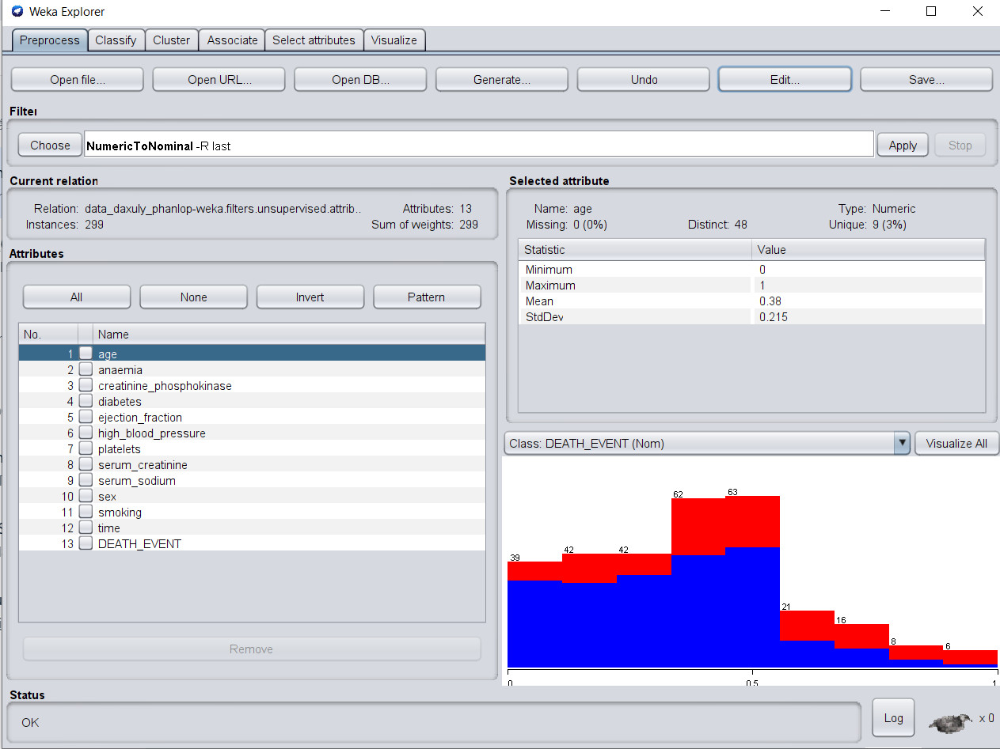 Weka Explorer
Preprocess Classify Cluster Associate Select attributes Visualize
Open file... Open URL... Open DB... Generate... Undo Edit... Save...
Filter
Choose NumericToNominal -R last Apply Stop
Current relation
Relation: data_daxuly_phanlop-weka.filters.unsupervised.attrib.. Attributes: 13
Instances: 299 Sum of weights: 299
Attributes
All None Invert Pattern
No. Name
1 age
2 anaemia
3 creatinine_phosphokinase
4 diabetes
5 ejection_fraction
6 high_blood_pressure
7 platelets
8 serum_creatinine
9 serum_sodium
10 sex
11 smoking
12 time
13 DEATH_EVENT
Remove
Selected attribute
Name: age Type: Numeric
Missing: 0 (0%) Distinct: 48 Unique: 9 (3%)
Statistic Value
Minimum 0
Maximum 1
Mean 0.38
StdDev 0.215
Class: DEATH_EVENT (Nom) Visualize All
39 42 42 62 63 21 16 8 6
0 0.5 1
Status
OK Log x 0